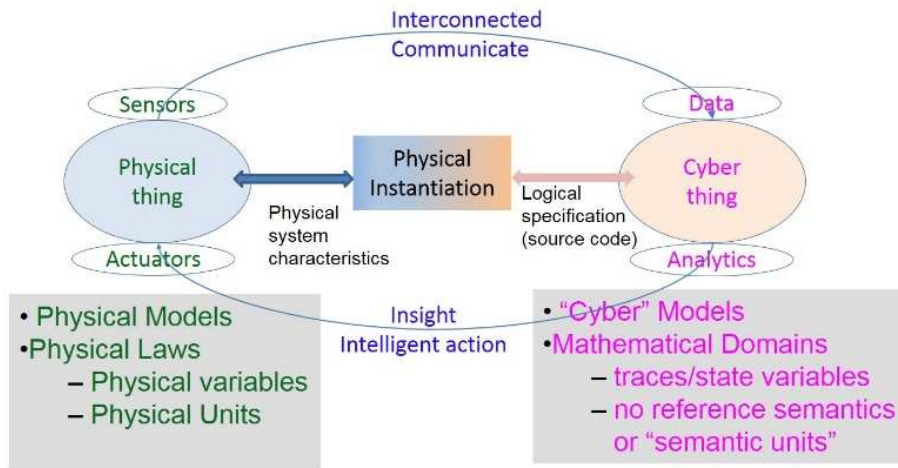 Interconnected
Communicate
Sensors
Data
Physical
thing
Physical
Instantiation
Cyber
thing
Physical
system
characteristics
Logical
specification
(source code)
Actuators
Analytics
Insight
Intelligent action
• Physical Models
•Physical Laws
– Physical variables
– Physical Units
• “Cyber” Models
•Mathematical Domains
– traces/state variables
– no reference semantics
or “semantic units”